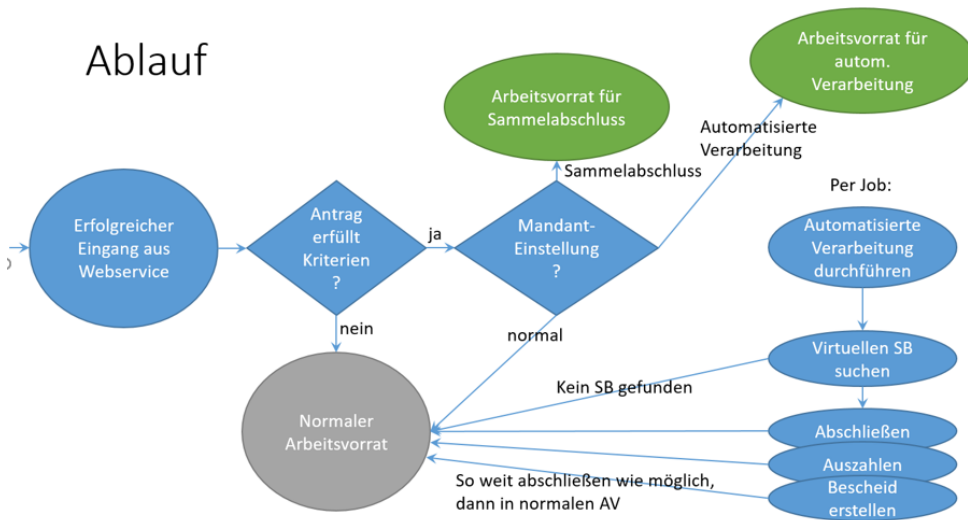 Ablauf
Arbeitsvorrat für
autom.
Verarbeitung
Arbeitsvorrat für
Sammelabschluss
Automatisierte
Verarbeitung
Sammelabschluss
Per Job:
Erfolgreicher
Eingang aus
Webservice
Antrag
erfüllt
Kriterien
?
ja
Mandant-
Einstellung
?
Automatisierte
Verarbeitung
durchführen
nein
normal
Virtuellen SB
suchen
Kein SB gefunden
Normaler
Arbeitsvorrat
Abschließen
Auszahlen
So weit abschließen wie möglich,
dann in normalen AV
Bescheid
erstellen